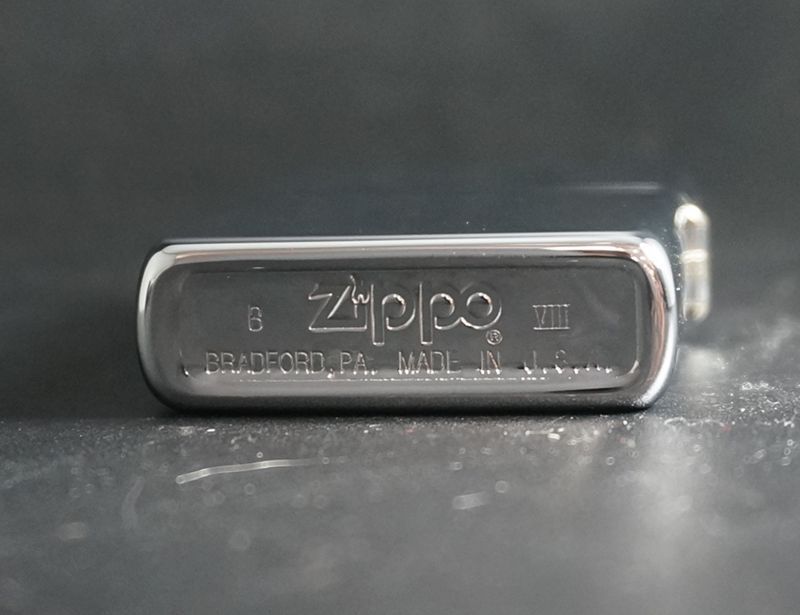 B Zippo® VIII
BRADFORD, PA. MADE IN U.S.A.